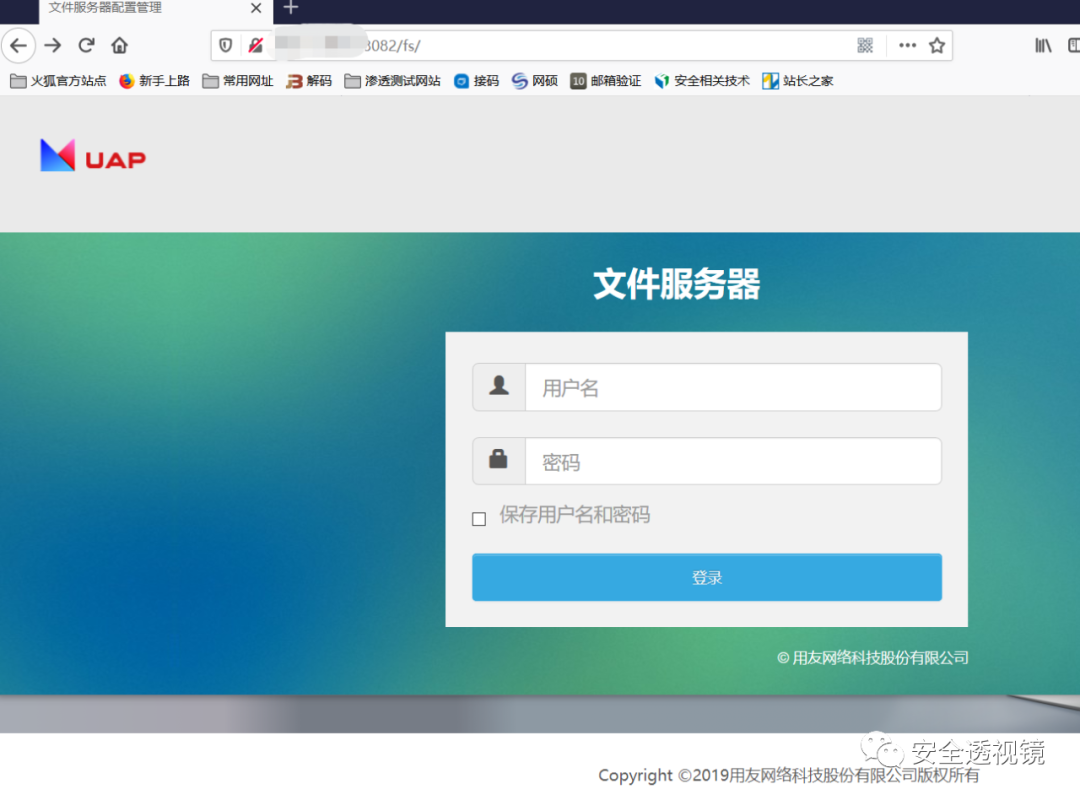 文件服务器配置管理
3082/fs/
火狐官方站点 新手上路 常用网址 解码 渗透测试网站 接码 网硕 10 邮箱验证 安全相关技术 站长之家
UAP
文件服务器
用户名
密码
保存用户名和密码
登录
© 用友网络科技股份有限公司
安全透视镜
Copyright ©2019用友网络科技股份有限公司版权所有